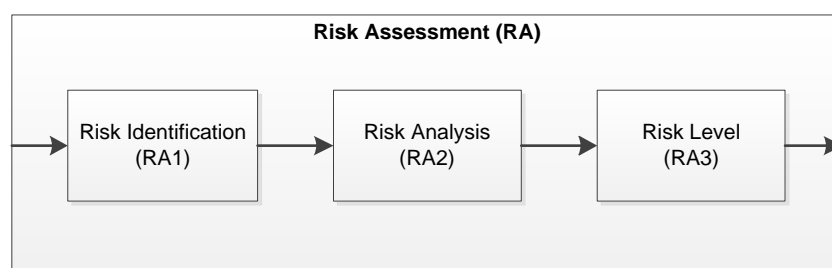 Risk Assessment (RA)
Risk Identification
(RA1)
Risk Analysis
(RA2)
Risk Level
(RA3)